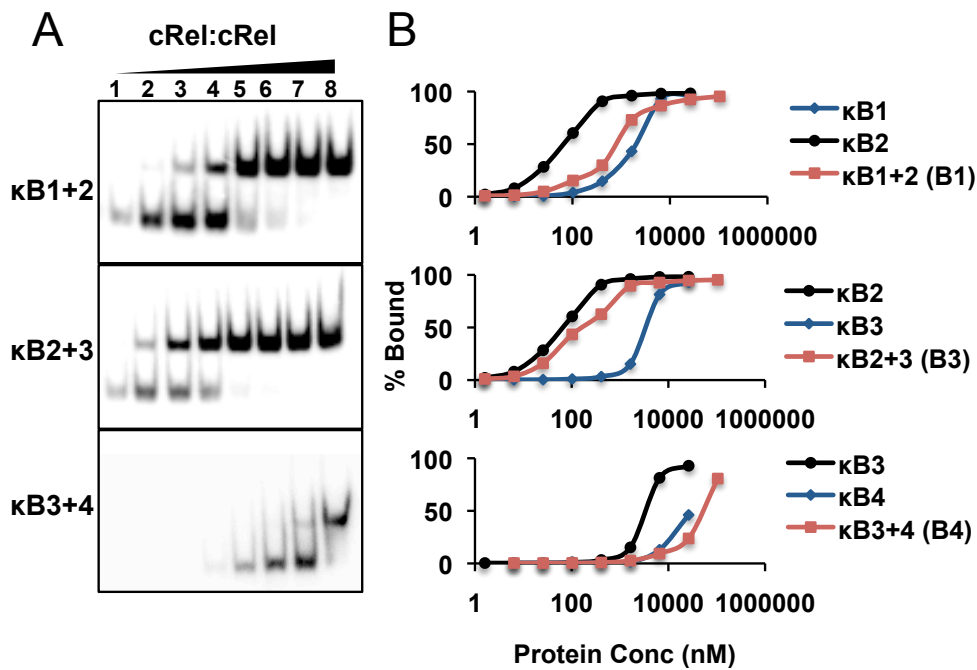 A
cRel:cRel
1 2 3 4 5 6 7 8
κB1+2
κB2+3
κB3+4
B
% Bound
100
50
0
1 100 10000 1000000
κB1
κB2
κB1+2 (B1)
100
50
0
1 100 10000 1000000
κB2
κB3
κB2+3 (B3)
100
50
0
1 100 10000 1000000
κB3
κB4
κB3+4 (B4)
Protein Conc (nM)